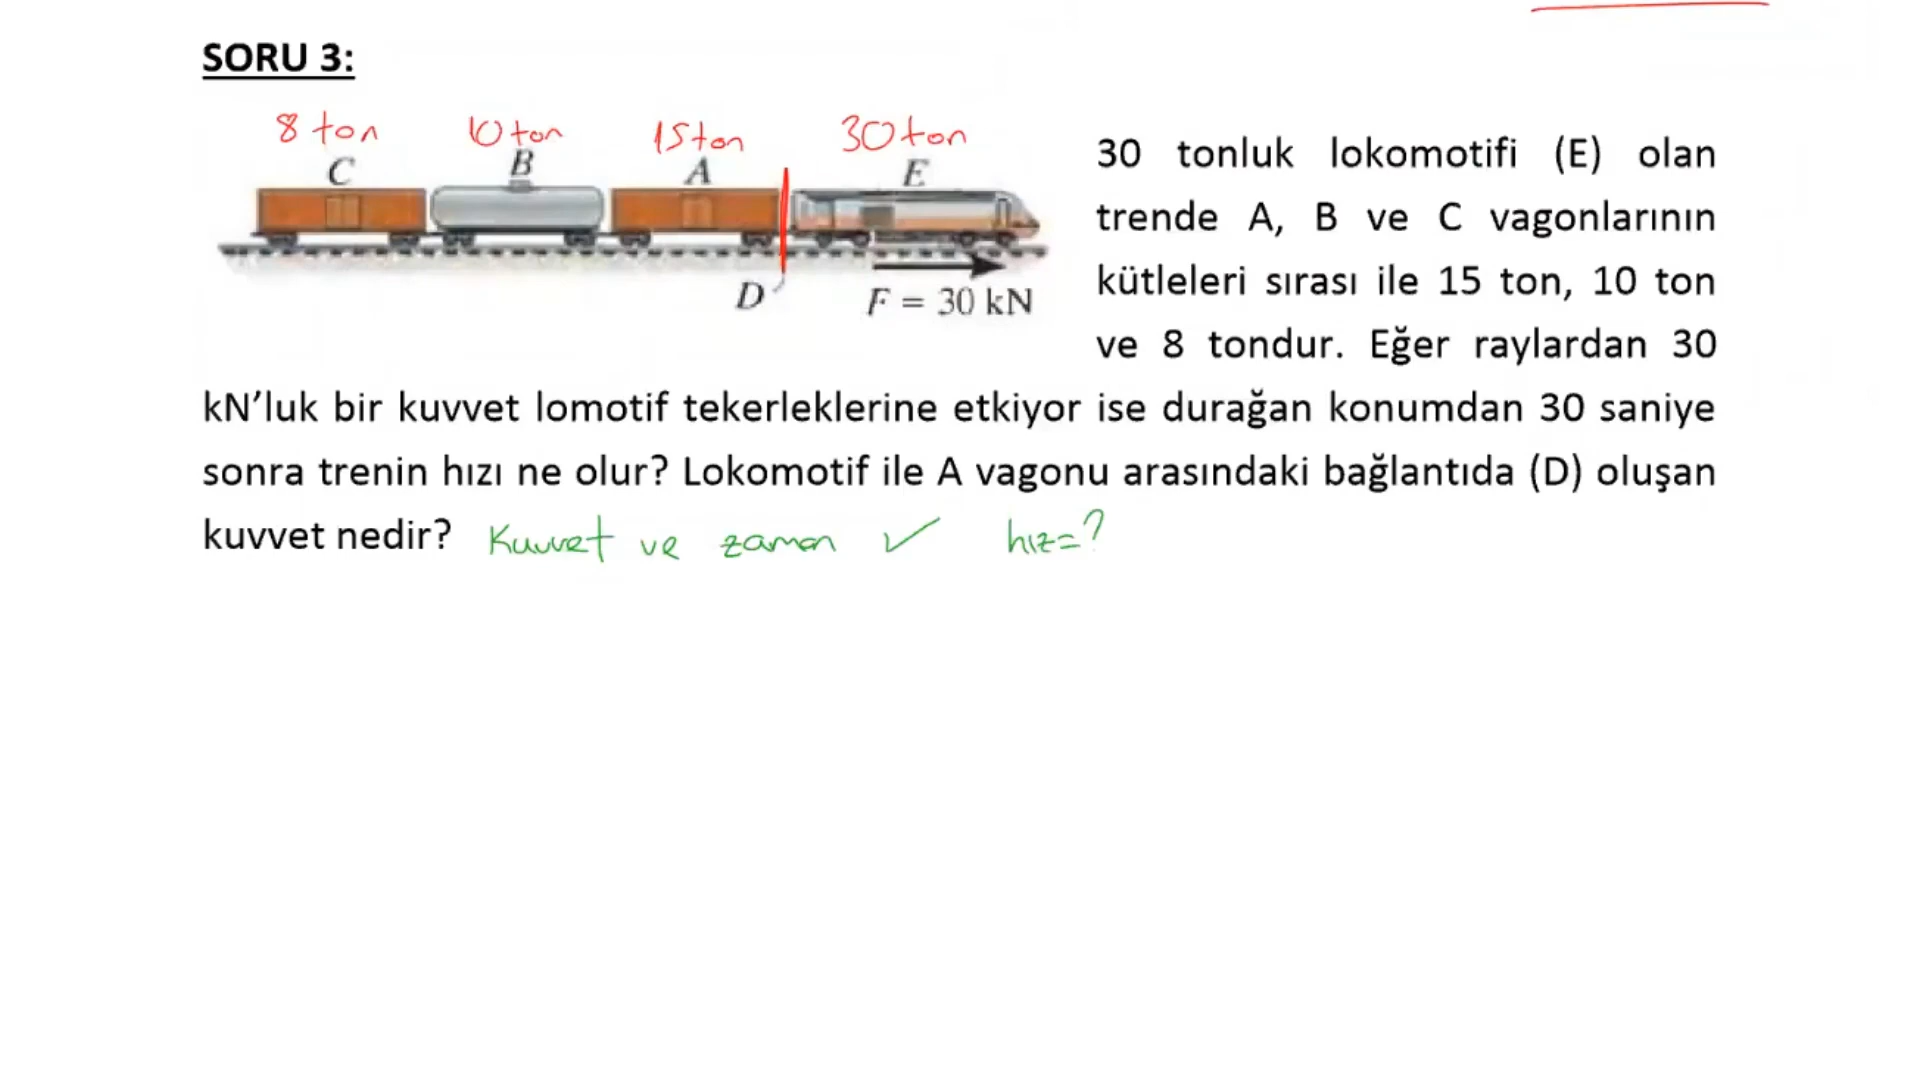 SORU 3:
8 ton 10 ton 15 ton 30 ton
C B A E
D F = 30 kN
30 tonluk lokomotifi (E) olan
trende A, B ve C vagonlarının
kütleleri sırası ile 15 ton, 10 ton
ve 8 tondur. Eğer raylardan 30
kN’luk bir kuvvet lomotif tekerleklerine etkiyor ise durağan konumdan 30 saniye
sonra trenin hızı ne olur? Lokomotif ile A vagonu arasındaki bağlantıda (D) oluşan
kuvvet nedir? Kuvvet ve zaman ✓ hız=?